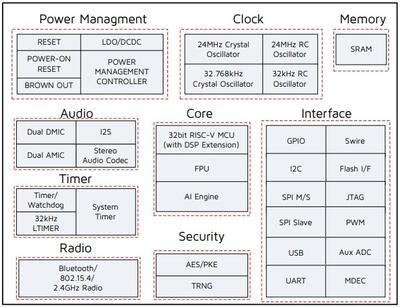 Power Managment
RESET
LDO/DCDC
POWER-ON
RESET
POWER
MANAGEMENT
CONTROLLER
BROWN OUT
Clock
24MHz Crystal
Oscillator
24MHz RC
Oscillator
32.768kHz
Crystal Oscillator
32kHz RC
Oscillator
Memory
SRAM
Audio
Dual DMIC
I2S
Dual AMIC
Stereo
Audio Codec
Timer
Timer/
Watchdog
System
Timer
32kHz
LTIMER
Radio
Bluetooth/
802.15.4/
2.4GHz Radio
Core
32bit RISC-V MCU
(with DSP Extension)
FPU
AI Engine
Security
AES/PKE
TRNG
Interface
GPIO
Swire
I2C
Flash I/F
SPI M/S
JTAG
SPI Slave
PWM
USB
Aux ADC
UART
MDEC